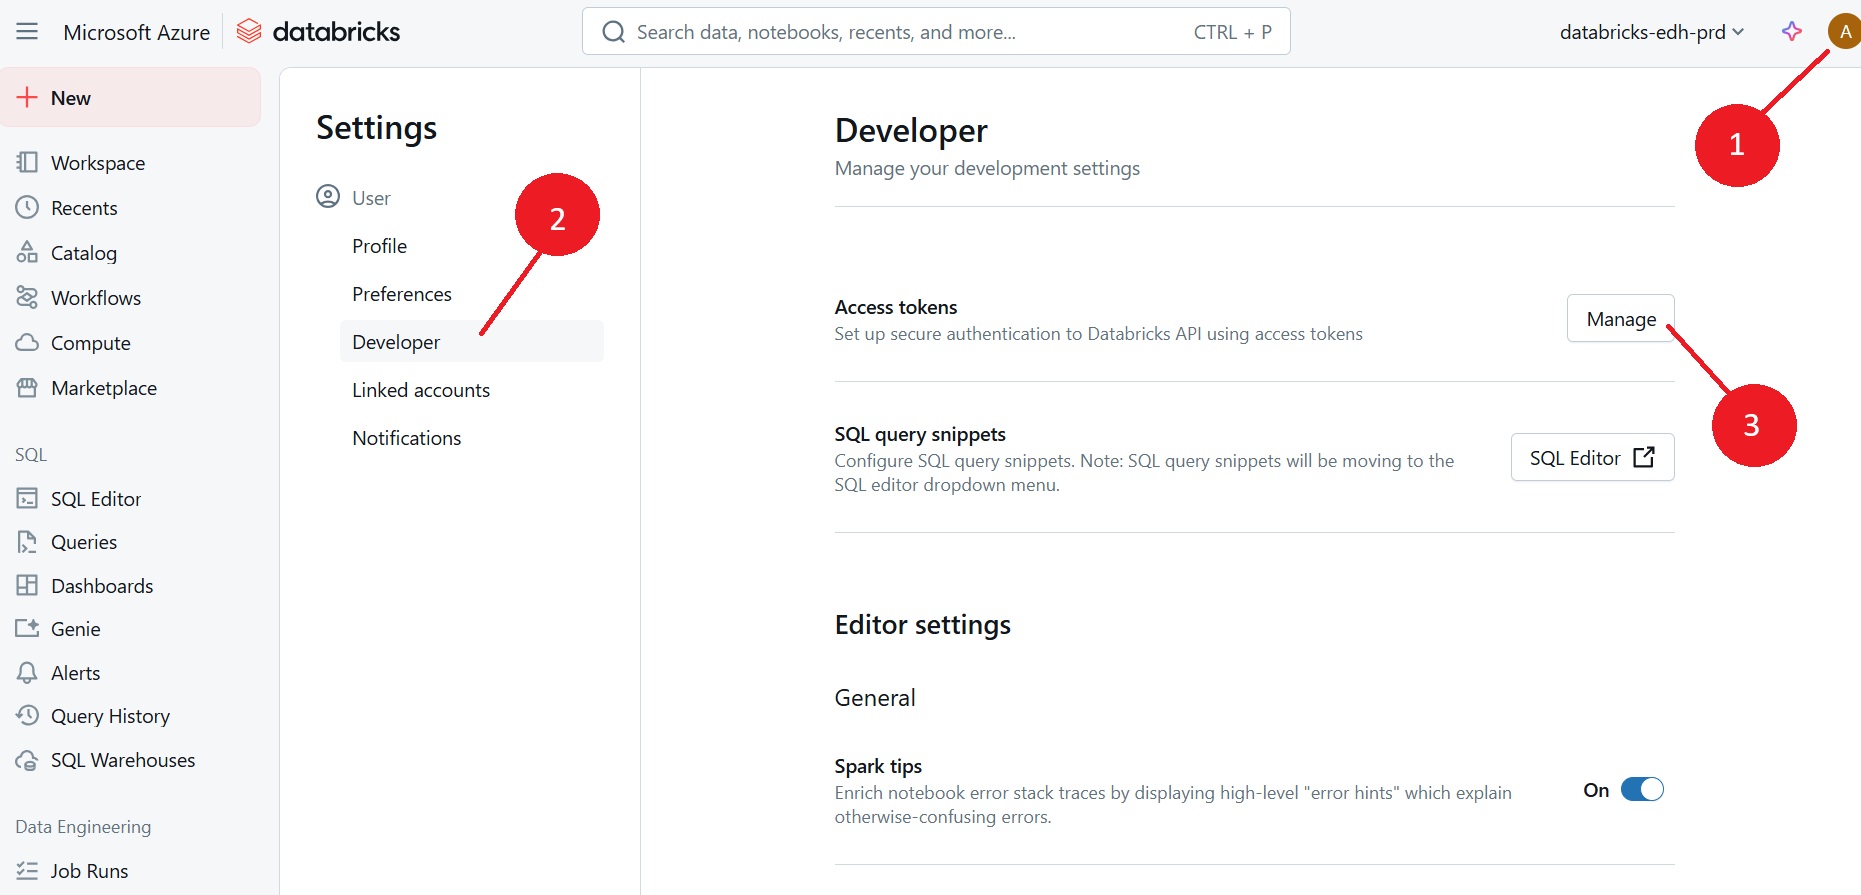 Microsoft Azure
databricks
Search data, notebooks, recents, and more...
CTRL + P
databricks-edh-prd
A
New
Workspace
Recents
Catalog
Workflows
Compute
Marketplace
SQL
SQL Editor
Queries
Dashboards
Genie
Alerts
Query History
SQL Warehouses
Data Engineering
Job Runs
Settings
User
Profile
Preferences
Developer
Linked accounts
Notifications
2
Developer
Manage your development settings
1
Access tokens
Set up secure authentication to Databricks API using access tokens
Manage
3
SQL query snippets
Configure SQL query snippets. Note: SQL query snippets will be moving to the
SQL editor dropdown menu.
SQL Editor
Editor settings
General
Spark tips
Enrich notebook error stack traces by displaying high-level "error hints" which explain
otherwise-confusing errors.
On